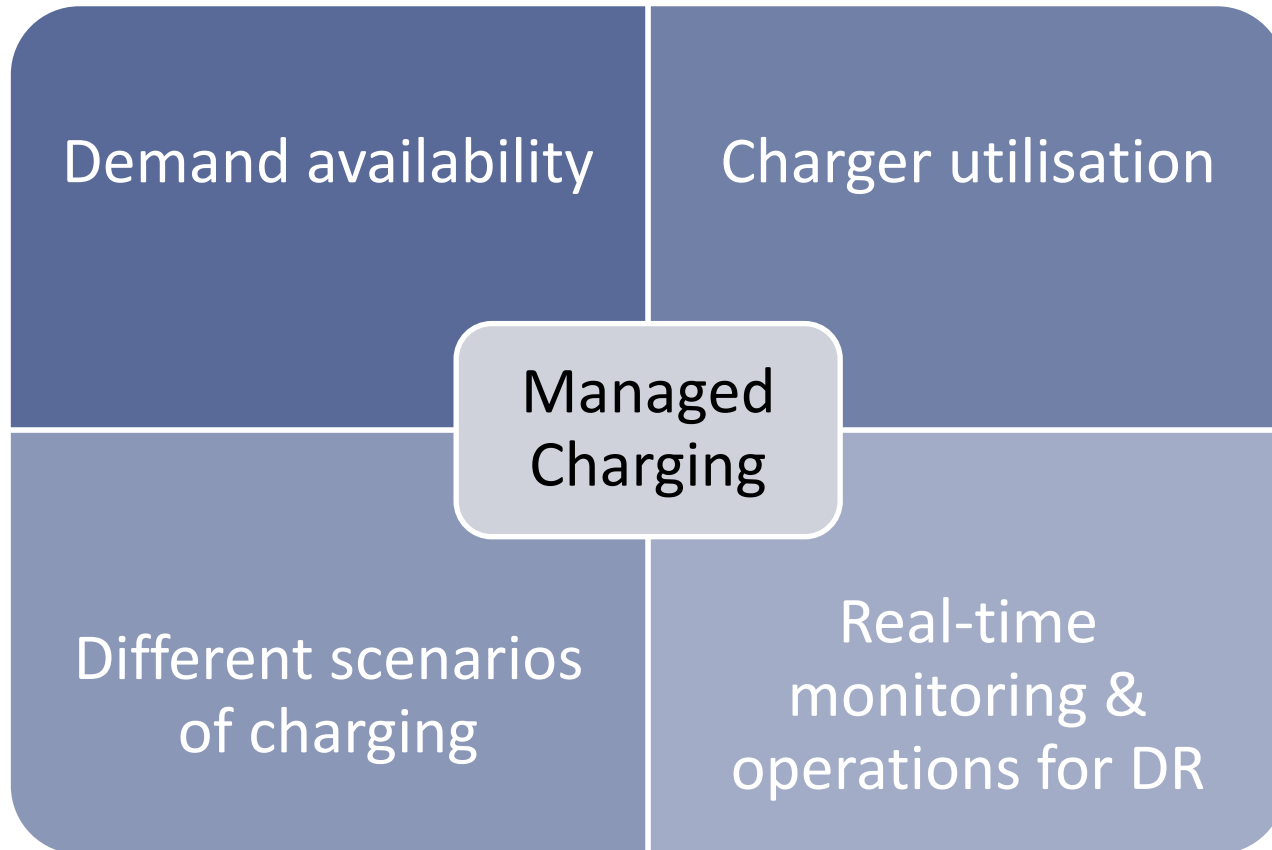 Demand availability
Charger utilisation
Managed
Charging
Different scenarios
of charging
Real-time
monitoring &
operations for DR